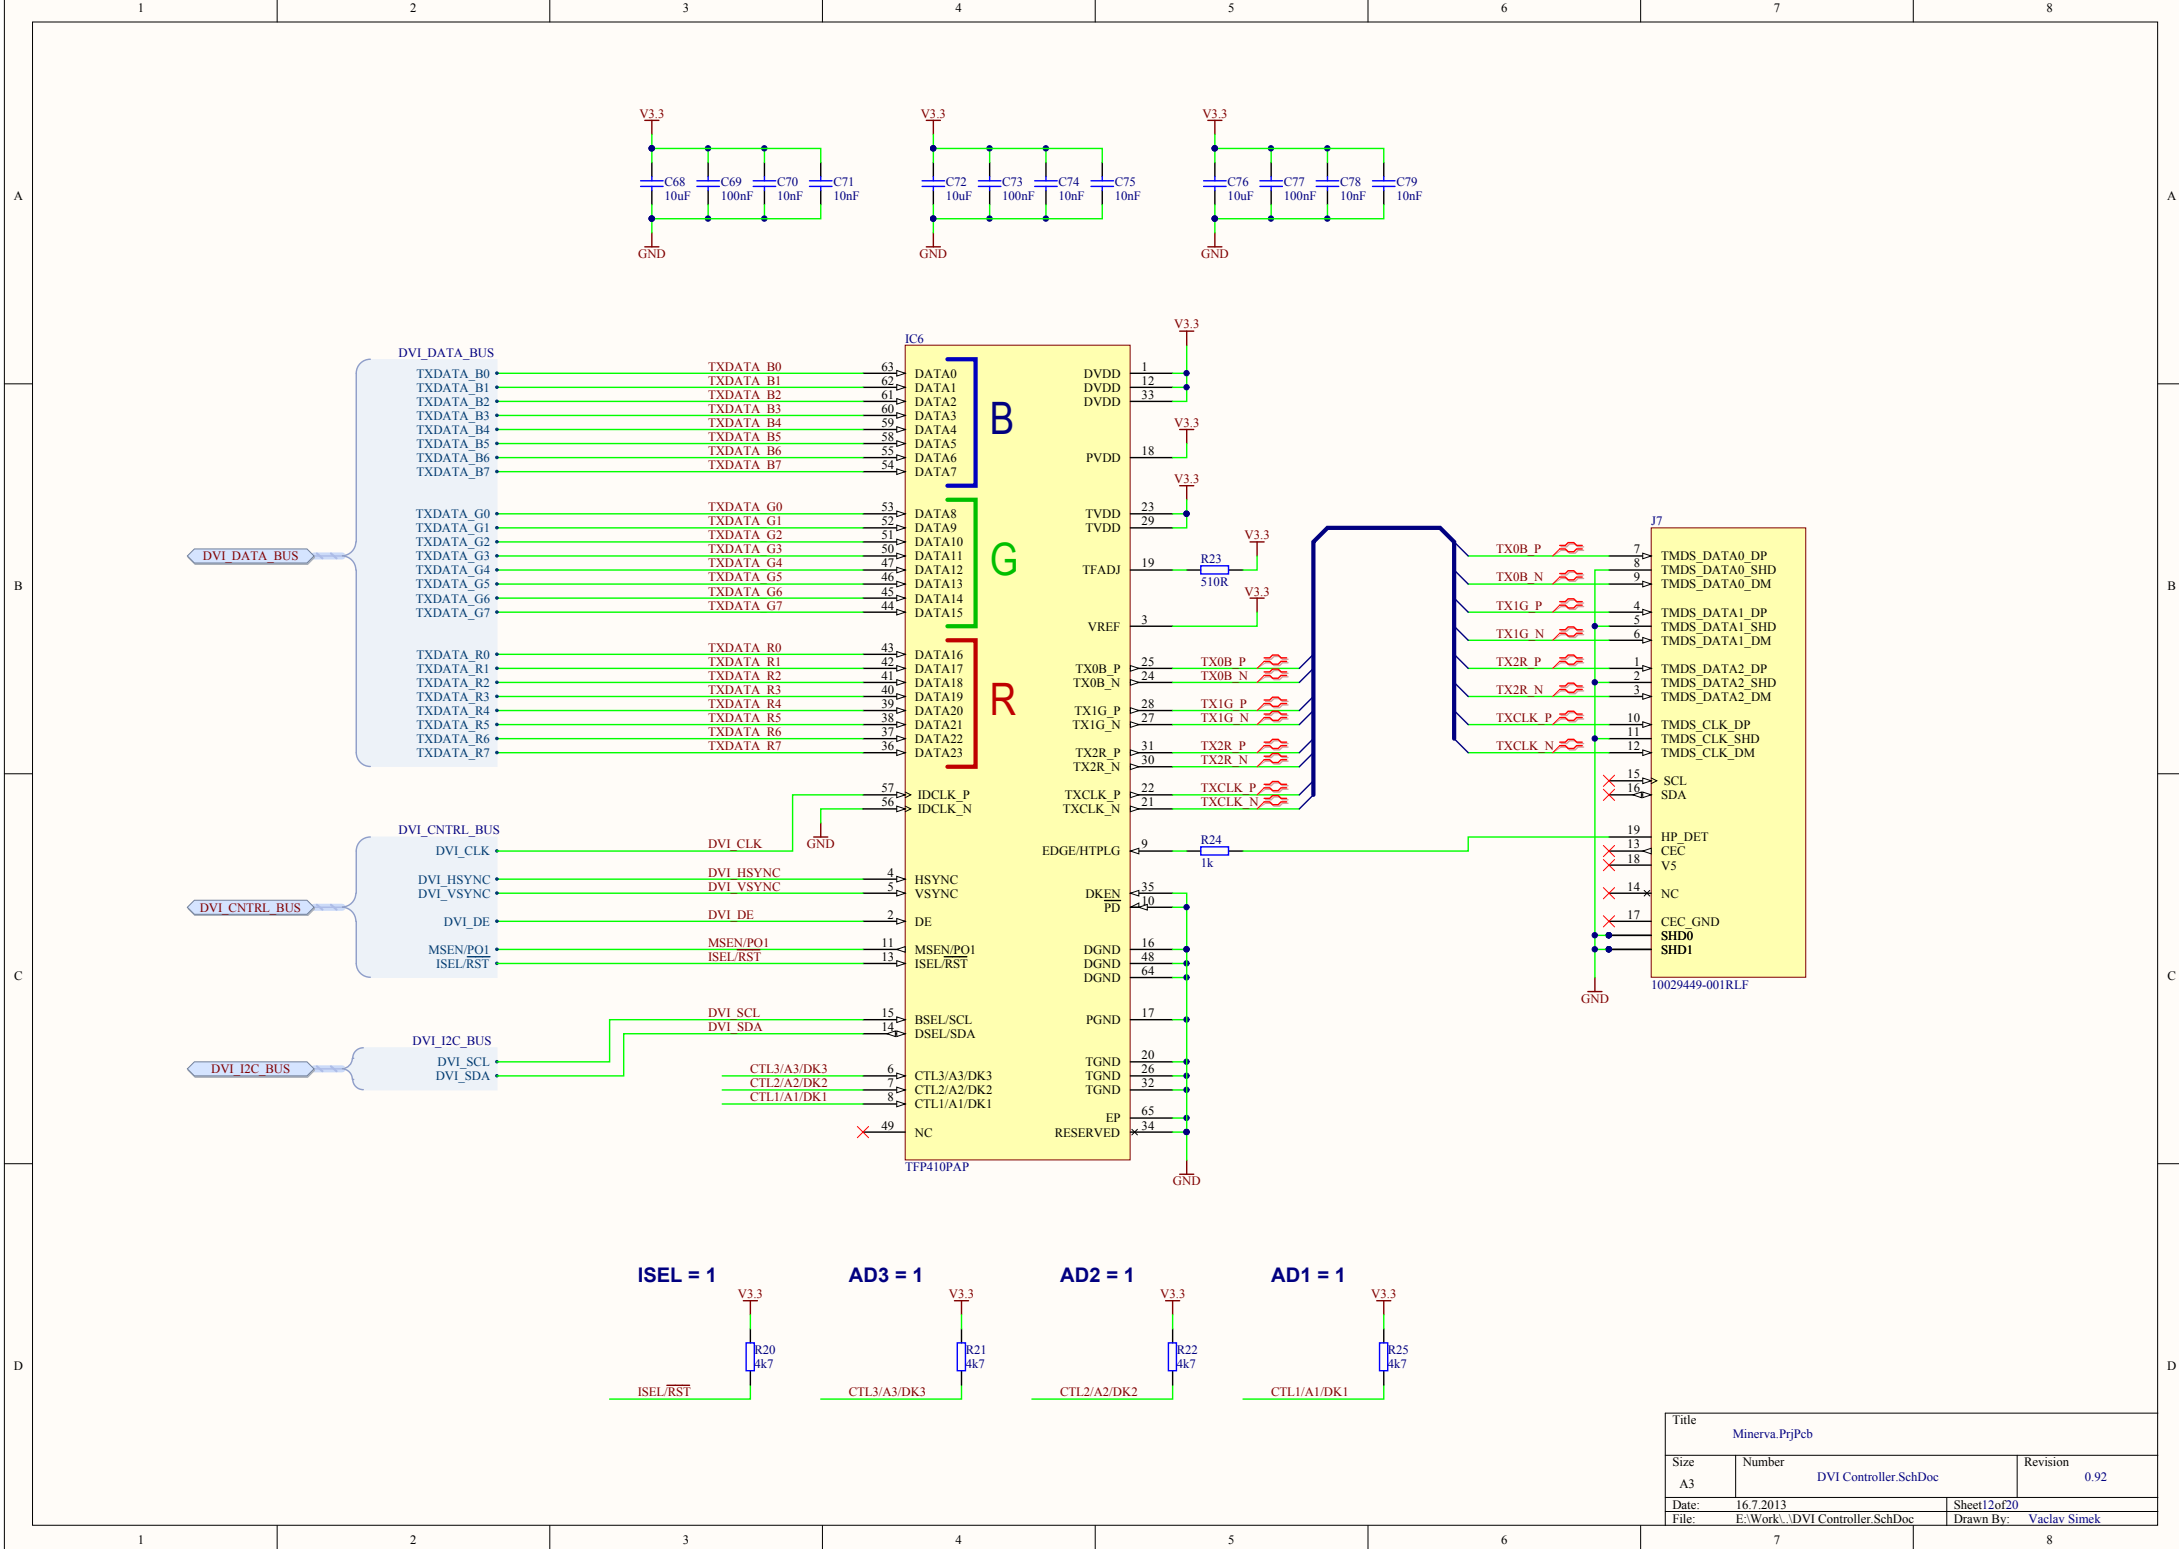 1 2 3 4 5 6 7 8
A A
B B
C C
D D
V3.3 V3.3 V3.3
C68 C69 C70 C71 C72 C73 C74 C75 C76 C77 C78 C79
10uF 100nF 10nF 10nF 10uF 100nF 10nF 10nF 10uF 100nF 10nF 10nF
GND GND GND
DVI_DATA_BUS
DVI_DATA_BUS
TXDATA_B0 TXDATA_B0 63 DATA0
TXDATA_B1 TXDATA_B1 62 DATA1
TXDATA_B2 TXDATA_B2 61 DATA2
TXDATA_B3 TXDATA_B3 60 DATA3
TXDATA_B4 TXDATA_B4 59 DATA4
TXDATA_B5 TXDATA_B5 58 DATA5
TXDATA_B6 TXDATA_B6 55 DATA6
TXDATA_B7 TXDATA_B7 54 DATA7
B
TXDATA_G0 TXDATA_G0 53 DATA8
TXDATA_G1 TXDATA_G1 52 DATA9
TXDATA_G2 TXDATA_G2 51 DATA10
TXDATA_G3 TXDATA_G3 50 DATA11
TXDATA_G4 TXDATA_G4 47 DATA12
TXDATA_G5 TXDATA_G5 46 DATA13
TXDATA_G6 TXDATA_G6 45 DATA14
TXDATA_G7 TXDATA_G7 44 DATA15
G
TXDATA_R0 TXDATA_R0 43 DATA16
TXDATA_R1 TXDATA_R1 42 DATA17
TXDATA_R2 TXDATA_R2 41 DATA18
TXDATA_R3 TXDATA_R3 40 DATA19
TXDATA_R4 TXDATA_R4 39 DATA20
TXDATA_R5 TXDATA_R5 38 DATA21
TXDATA_R6 TXDATA_R6 37 DATA22
TXDATA_R7 TXDATA_R7 36 DATA23
R
57 IDCLK_P
56 IDCLK_N
GND
DVI_CNTRL_BUS
DVI_CNTRL_BUS
DVI_CLK DVI_CLK
DVI_HSYNC DVI_HSYNC 4 HSYNC
DVI_VSYNC DVI_VSYNC 5 VSYNC
DVI_DE DVI_DE 2 DE
MSEN/PO1 MSEN/PO1 11 MSEN/PO1
ISEL/RST ISEL/RST 13 ISEL/RST
DVI_I2C_BUS
DVI_I2C_BUS
DVI_SCL DVI_SCL 15 BSEL/SCL
DVI_SDA DVI_SDA 14 DSEL/SDA
CTL3/A3/DK3 6 CTL3/A3/DK3
CTL2/A2/DK2 7 CTL2/A2/DK2
CTL1/A1/DK1 8 CTL1/A1/DK1
49 NC
IC6
TFP410PAP
V3.3
DVDD 1
DVDD 12
DVDD 33
V3.3
PVDD 18
V3.3
TVDD 23
TVDD 29
V3.3
TFADJ 19 R23
510R
V3.3
VREF 3
TX0B_P 25 TX0B_P
TX0B_N 24 TX0B_N
TX1G_P 28 TX1G_P
TX1G_N 27 TX1G_N
TX2R_P 31 TX2R_P
TX2R_N 30 TX2R_N
TXCLK_P 22 TXCLK_P
TXCLK_N 21 TXCLK_N
EDGE/HTPLG 9 R24
1k
DKEN 35
PD 10
DGND 16
DGND 48
DGND 64
PGND 17
TGND 20
TGND 26
TGND 32
EP 65
RESERVED 34
GND
J7
TX0B_P 7 TMDS_DATA0_DP
8 TMDS_DATA0_SHD
TX0B_N 9 TMDS_DATA0_DM
TX1G_P 4 TMDS_DATA1_DP
5 TMDS_DATA1_SHD
TX1G_N 6 TMDS_DATA1_DM
TX2R_P 1 TMDS_DATA2_DP
2 TMDS_DATA2_SHD
TX2R_N 3 TMDS_DATA2_DM
TXCLK_P 10 TMDS_CLK_DP
11 TMDS_CLK_SHD
TXCLK_N 12 TMDS_CLK_DM
15 SCL
16 SDA
19 HP_DET
13 CEC
18 V5
14 NC
17 CEC_GND
SHD0
SHD1
GND
10029449-001RLF
ISEL = 1 AD3 = 1 AD2 = 1 AD1 = 1
V3.3 V3.3 V3.3 V3.3
R20 R21 R22 R25
4k7 4k7 4k7 4k7
ISEL/RST CTL3/A3/DK3 CTL2/A2/DK2 CTL1/A1/DK1
Title
Minerva.PrjPcb
Size Number Revision
A3 DVI Controller.SchDoc 0.92
Date: 16.7.2013 Sheet12of20
File: E:\Work\..\DVI Controller.SchDoc Drawn By: Vaclav Simek
1 2 3 4 5 6 7 8